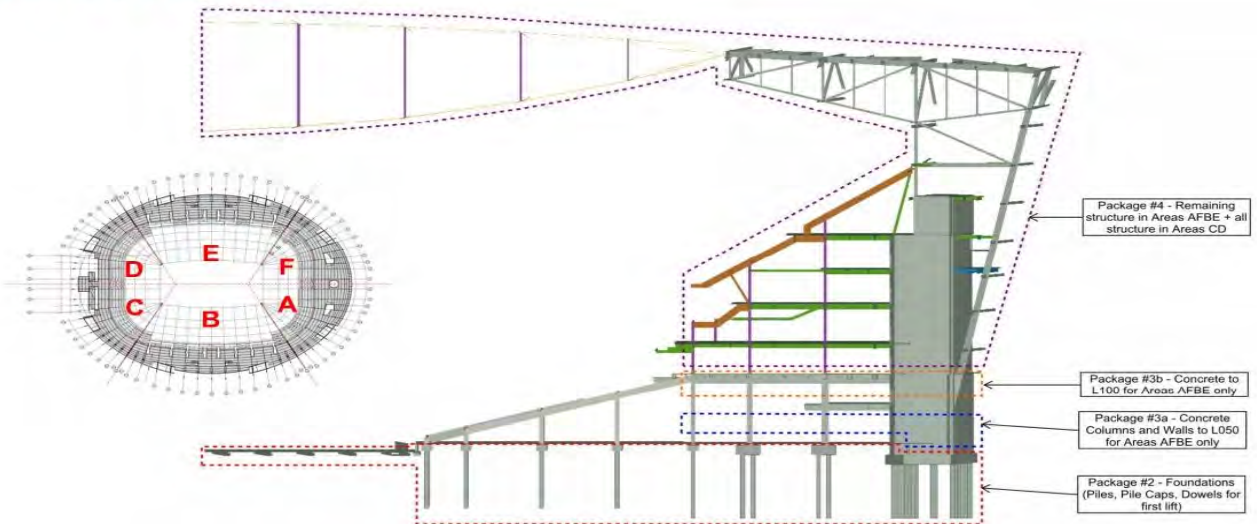 E
D
F
C
A
B
Package #4 - Remaining
structure in Areas AFBE + all
structure in Areas CD
Package #3b - Concrete to
L100 for Areas AFBE only
Package #3a - Concrete
Columns and Walls to L050
for Areas AFBE only
Package #2 - Foundations
(Piles, Pile Caps, Dowels for
first lift)